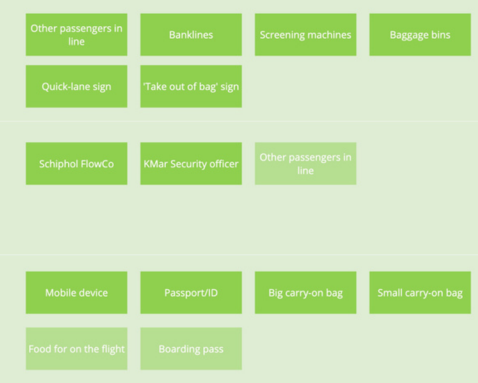 Other passengers in
line
Banklines
Screening machines
Baggage bins
Quick-lane sign
'Take out of bag' sign
Schiphol FlowCo
KMar Security officer
Other passengers in
line
Mobile device
Passport/ID
Big carry-on bag
Small carry-on bag
Food for on the flight
Boarding pass